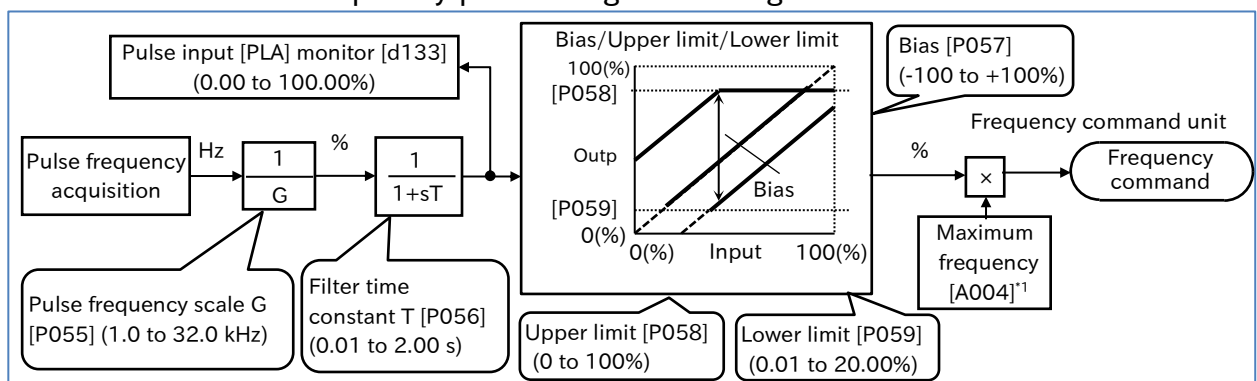 Pulse input [PLA] monitor [d133]
(0.00 to 100.00%)
Pulse frequency
acquisition
Hz
1
G
%
1
1+sT
Bias/Upper limit/Lower limit
100(%)
[P058]
Outp
[P059]
0(%)
0(%)
Input
100(%)
Bias
Bias [P057]
(-100 to +100%)
%
×
Frequency command unit
Frequency
command
Maximum
frequency
[A004]*1
Pulse frequency scale G
[P055] (1.0 to 32.0 kHz)
Filter time
constant T [P056]
(0.01 to 2.00 s)
Upper limit [P058]
(0 to 100%)
Lower limit [P059]
(0.01 to 20.00%)